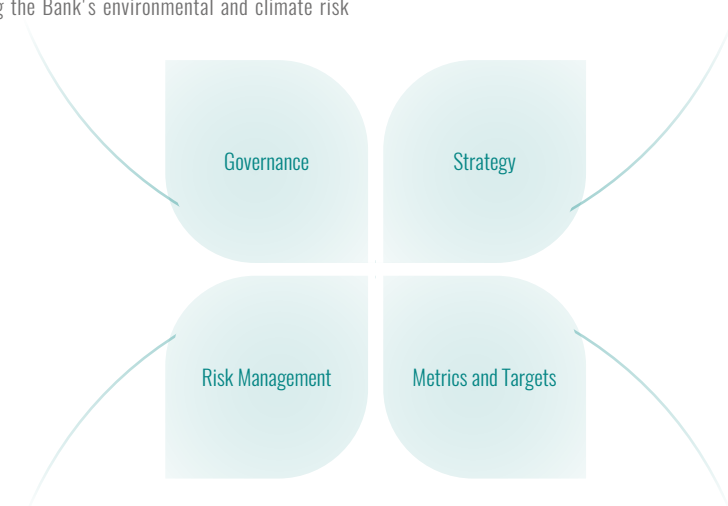 the Bank's environmental and climate risk
Governance
Strategy
Risk Management
Metrics and Targets